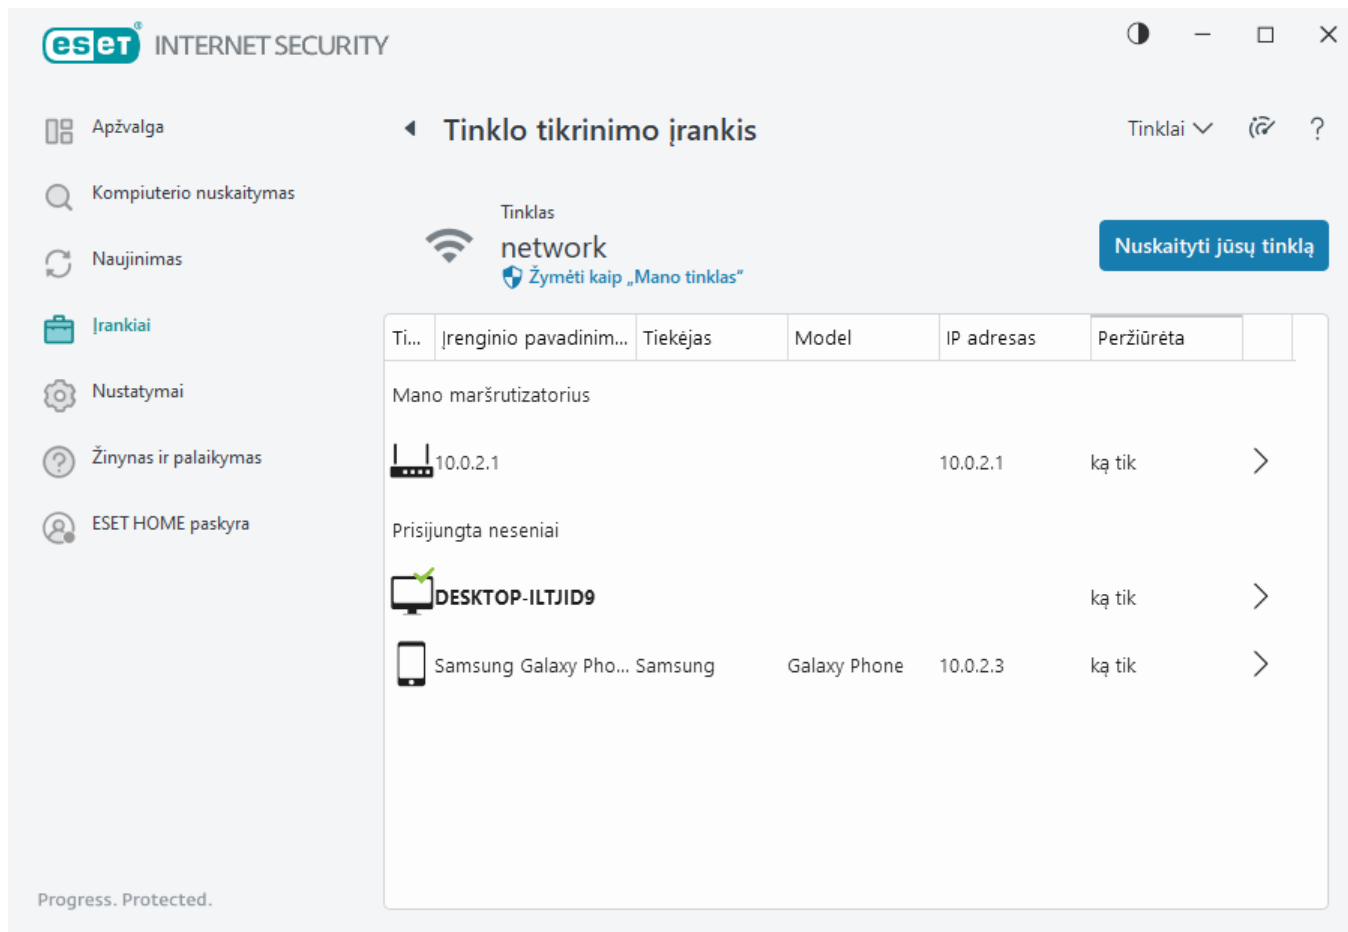 eset® INTERNET SECURITY
Apžvalga
Kompiuterio nuskaitymas
Naujinimas
Įrankiai
Nustatymai
Žinynas ir palaikymas
ESET HOME paskyra
Progress. Protected.
Tinklo tikrinimo įrankis
Tinklai
?
Tinklas
network
Žymėti kaip „Mano tinklas“
Nuskaityti jūsų tinklą
Ti... Įrenginio pavadinim... Tiekėjas Model IP adresas Peržiūrėta
Mano maršrutizatorius
10.0.2.1 10.0.2.1 ką tik
Prisijungta neseniai
DESKTOP-ILTJID9 ką tik
Samsung Galaxy Pho... Samsung Galaxy Phone 10.0.2.3 ką tik